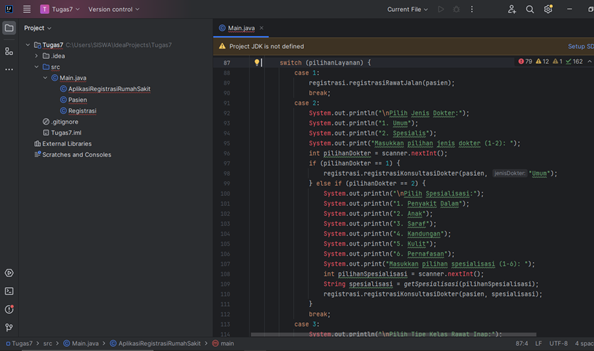 T Tugas7 Version control Current File
Project
Tugas7 C:\Users\SISWA\IdeaProjects\Tugas7
.idea
src
Main.java
AplikasiRegistrasiRumahSakit
Pasien
Registrasi
.gitignore
Tugas7.iml
External Libraries
Scratches and Consoles
Main.java
Project JDK is not defined Setup SD
79 12 1 162
87 switch (pilihanLayanan) {
88 case 1:
89 registrasi.registrasiRawatJalan(pasien);
90 break;
91 case 2:
92 System.out.println("\nPilih Jenis Dokter:");
93 System.out.println("1. Umum");
94 System.out.println("2. Spesialis");
95 System.out.print("Masukkan pilihan jenis dokter (1-2): ");
96 int pilihanDokter = scanner.nextInt();
97 if (pilihanDokter == 1) {
98 registrasi.registrasiKonsultasiDokter(pasien, jenisDokter: "Umum");
99 } else if (pilihanDokter == 2) {
100 System.out.println("\nPilih Spesialisasi:");
101 System.out.println("1. Penyakit Dalam");
102 System.out.println("2. Anak");
103 System.out.println("3. Saraf");
104 System.out.println("4. Kandungan");
105 System.out.println("5. Kulit");
106 System.out.println("6. Pernafasan");
107 System.out.print("Masukkan pilihan spesialisasi (1-6): ");
108 int pilihanSpesialisasi = scanner.nextInt();
109 String spesialisasi = getSpesialisasi(pilihanSpesialisasi);
110 registrasi.registrasiKonsultasiDokter(pasien, spesialisasi);
111 }
112 break;
113 case 3:
114 System.out.println("\nPilih Tipe Kelas Rawat Inap:");
Tugas7 > src > Main.java > AplikasiRegistrasiRumahSakit > main 87:4 LF UTF-8 4 spac